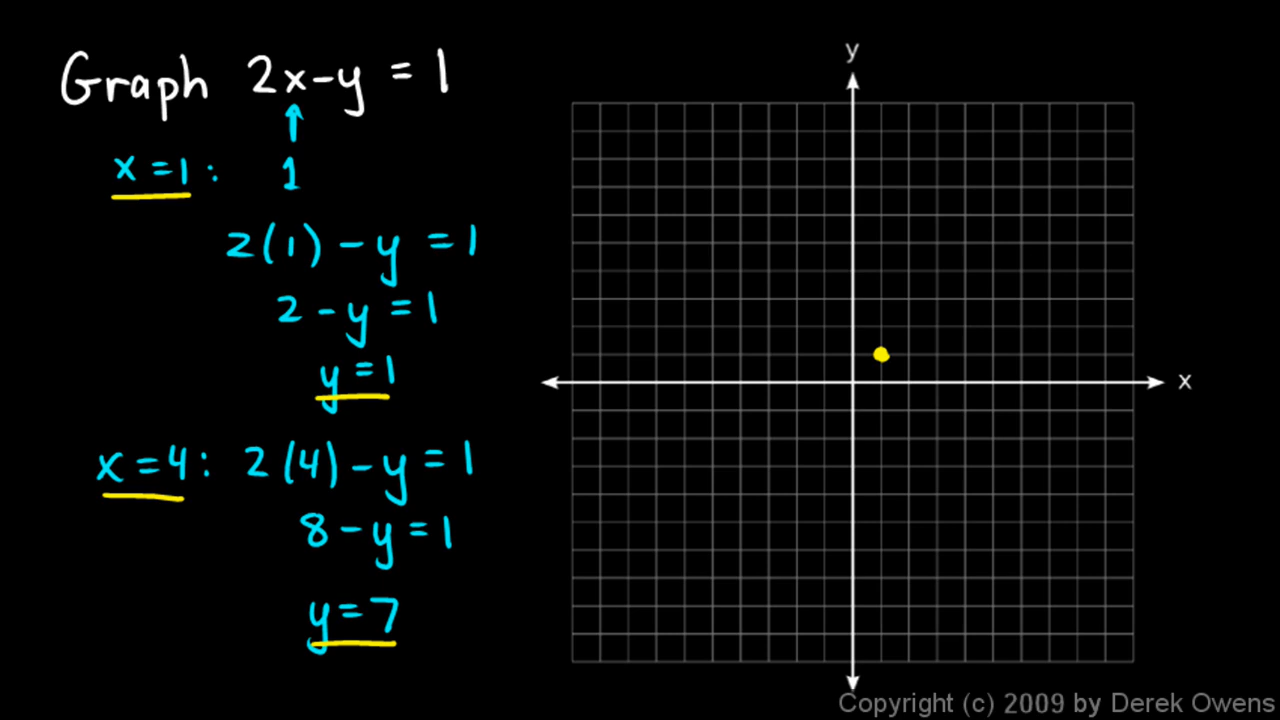 Graph 2x-y = 1
x = 1: 1
2(1) - y = 1
2 - y = 1
y = 1
x = 4: 2(4) - y = 1
8 - y = 1
y = 7
y
x
Copyright (c) 2009 by Derek Owens